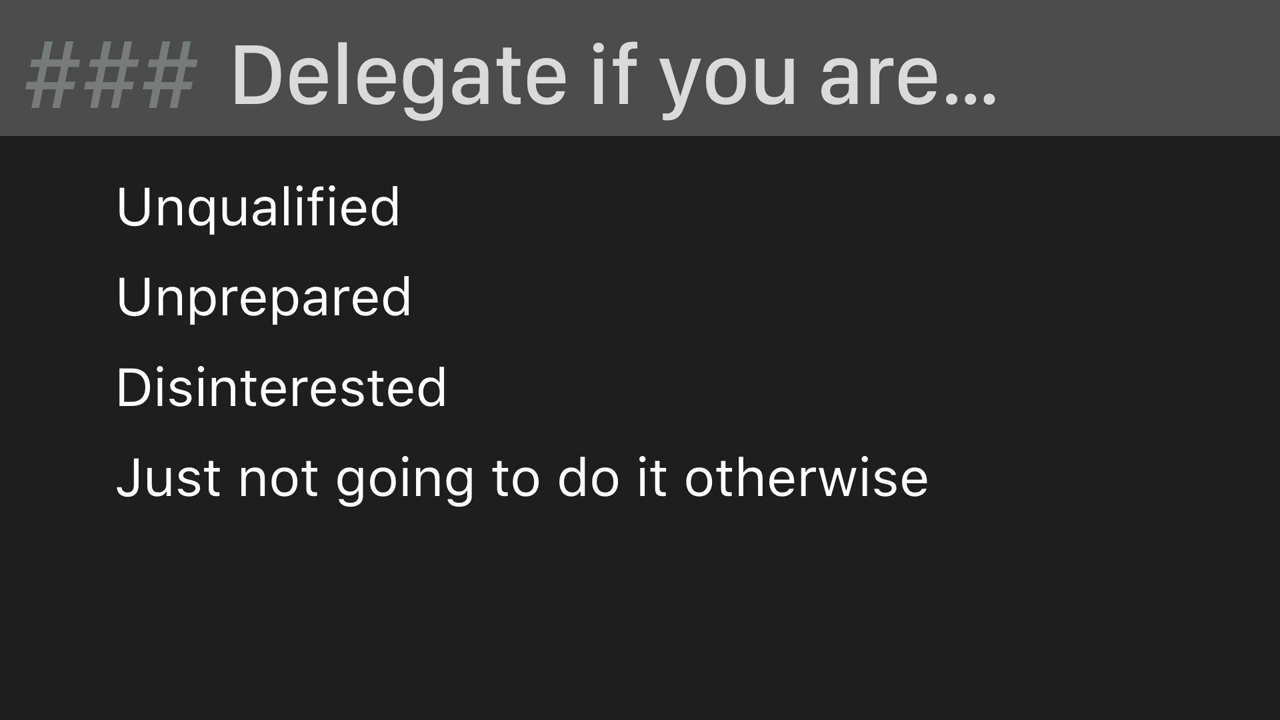 ### Delegate if you are…
Unqualified
Unprepared
Disinterested
Just not going to do it otherwise